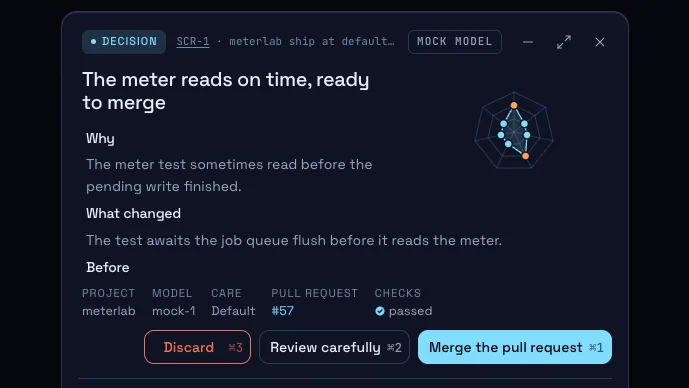 DECISION SCR-1 · meterlab ship at default… MOCK MODEL
The meter reads on time, ready
to merge
Why
The meter test sometimes read before the
pending write finished.
What changed
The test awaits the job queue flush before it reads the meter.
Before
PROJECT MODEL CARE PULL REQUEST CHECKS
meterlab mock-1 Default #57 passed
Discard ⌘3 Review carefully ⌘2 Merge the pull request ⌘1